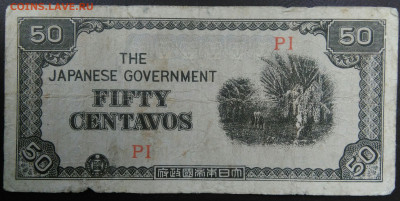 COINS.LAVE.RU
50
50
PI
THE
JAPANESE GOVERNMENT
FIFTY
CENTAVOS
PI
50
大日本帝國政府
50